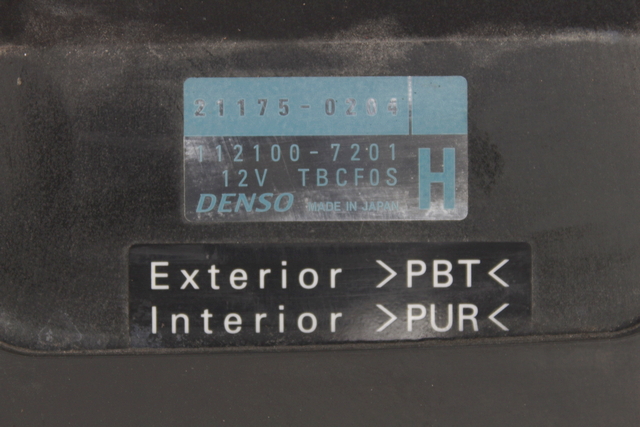 21175-0264
H
112100-7201
12V TBCF0S
DENSO MADE IN JAPAN
Exterior >PBT<
Interior >PUR<